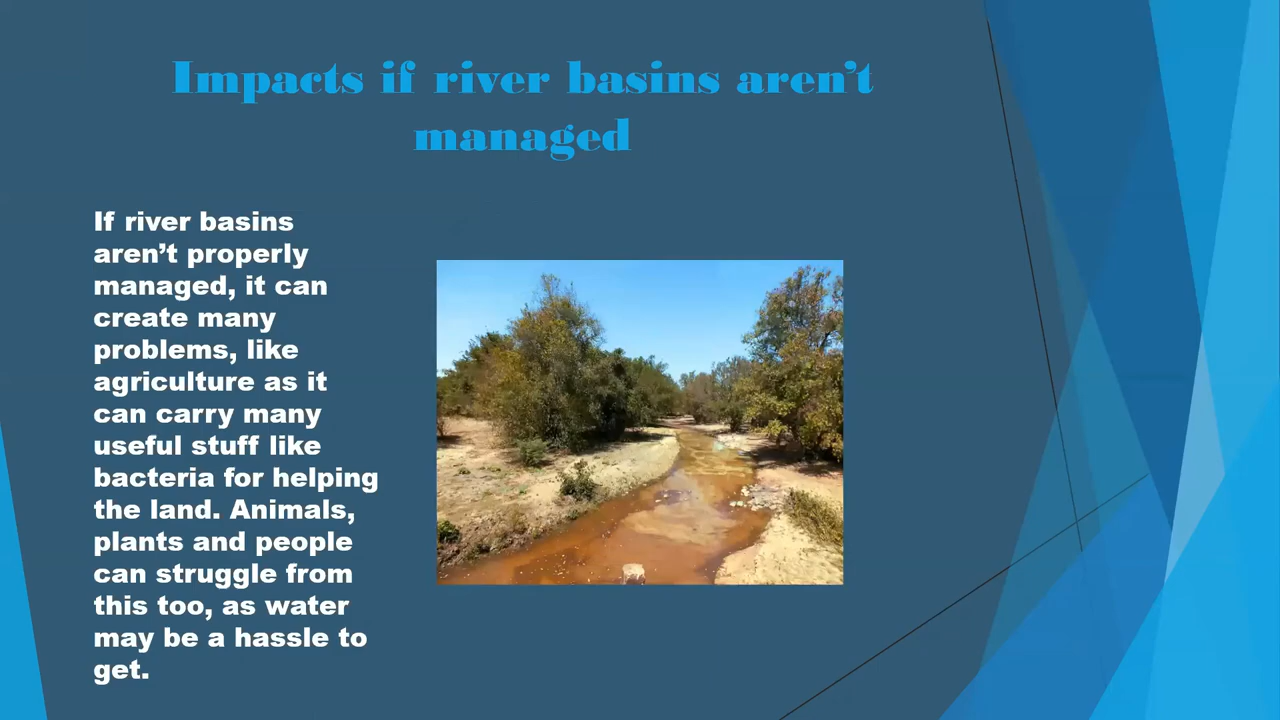 Impacts if river basins aren’t
managed
If river basins
aren’t properly
managed, it can
create many
problems, like
agriculture as it
can carry many
useful stuff like
bacteria for helping
the land. Animals,
plants and people
can struggle from
this too, as water
may be a hassle to
get.